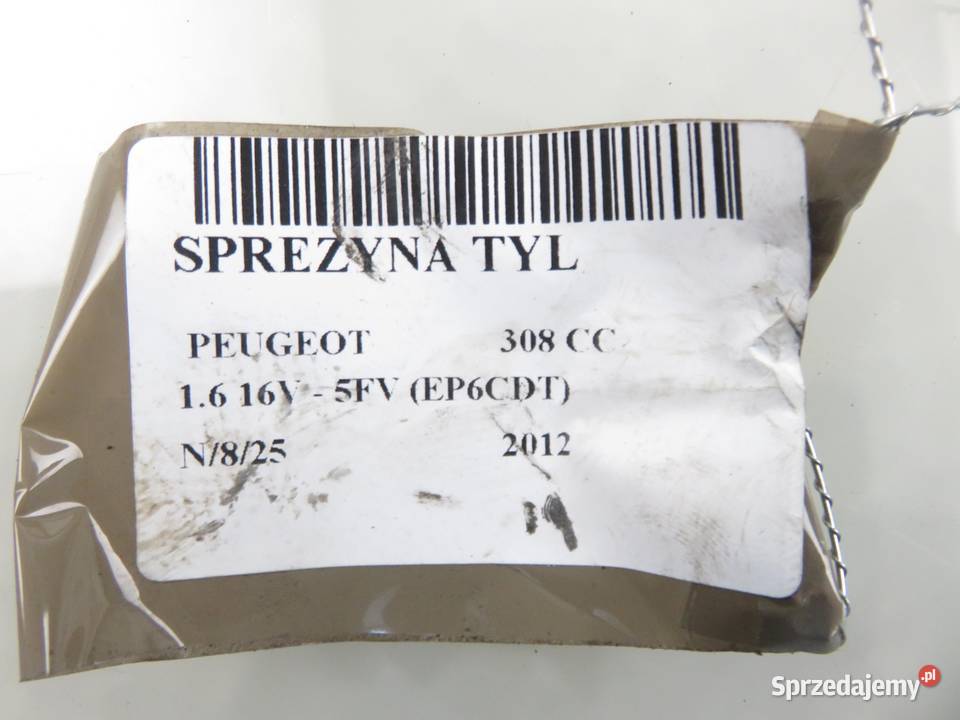 SPREZYNA TYL
PEUGEOT 308 CC
1.6 16V - 5FV (EP6CDT)
N/8/25 2012
Sprzedajemy.pl